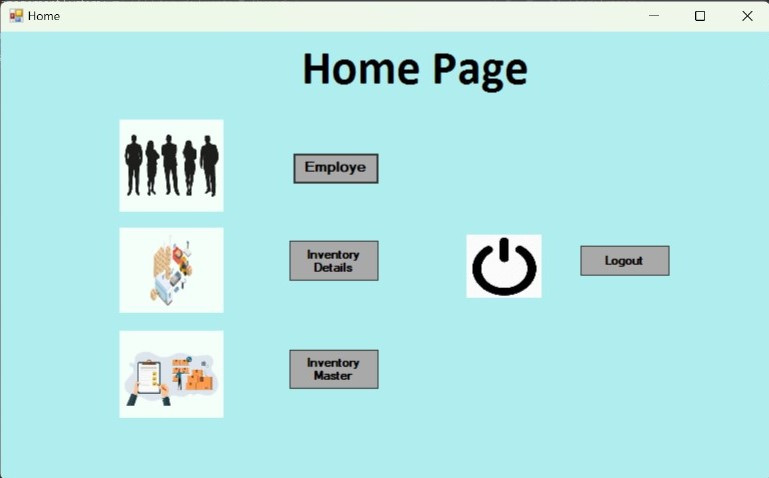 Home
Home Page
Employe
Inventory
Details
Logout
Inventory
Master